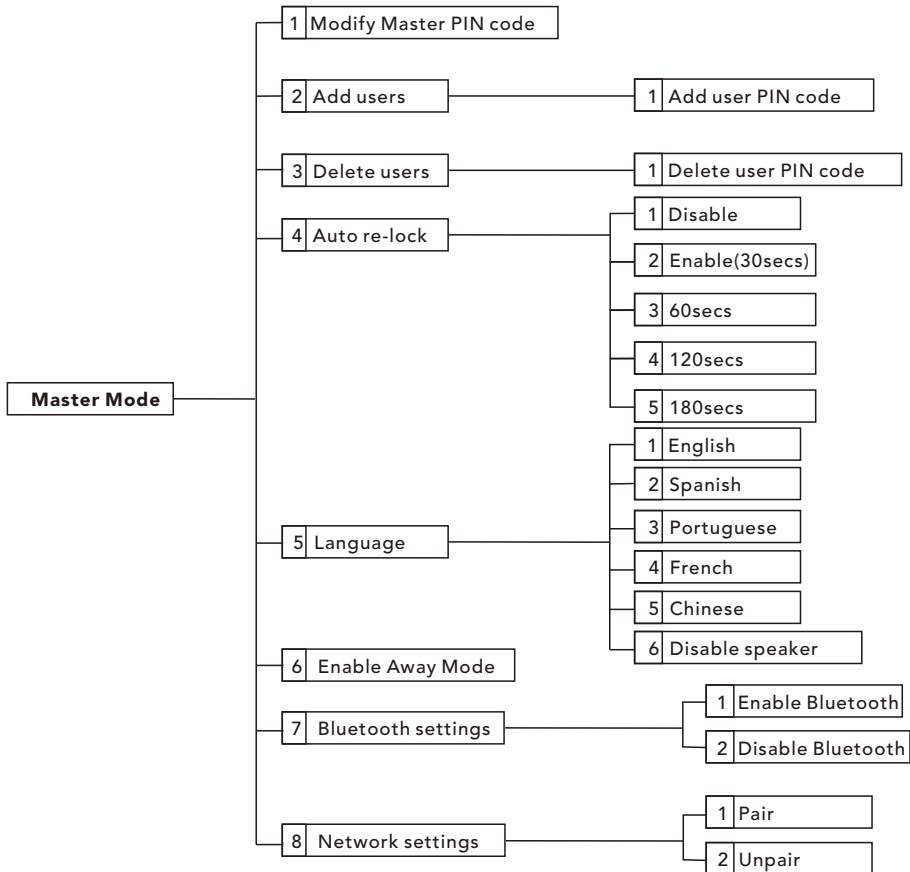 Master Mode
1 Modify Master PIN code
2 Add users
1 Add user PIN code
3 Delete users
1 Delete user PIN code
4 Auto re-lock
1 Disable
2 Enable(30secs)
3 60secs
4 120secs
5 180secs
5 Language
1 English
2 Spanish
3 Portuguese
4 French
5 Chinese
6 Disable speaker
6 Enable Away Mode
7 Bluetooth settings
1 Enable Bluetooth
2 Disable Bluetooth
8 Network settings
1 Pair
2 Unpair